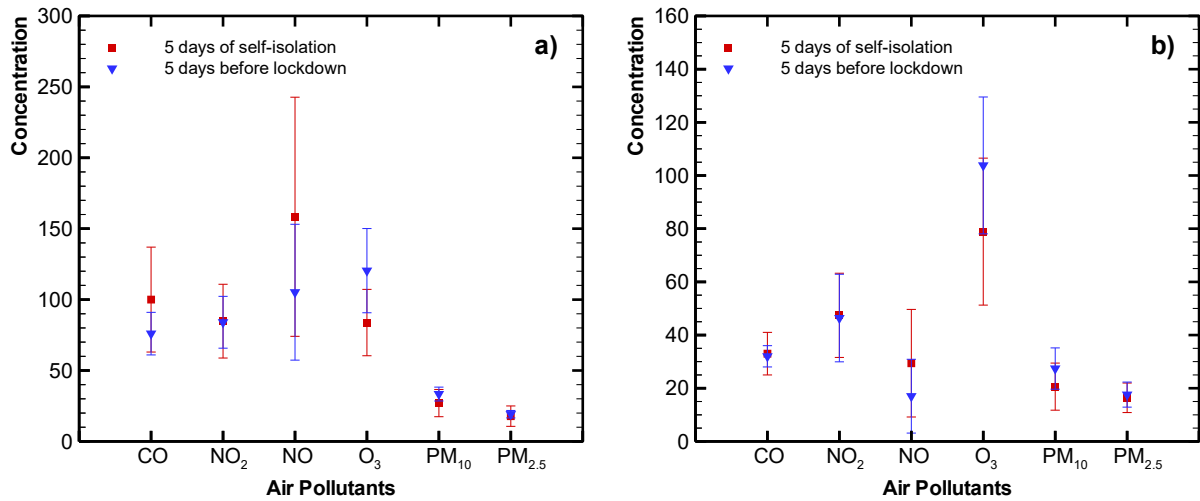 a)
5 days of self-isolation
5 days before lockdown
Concentration
300
250
200
150
100
50
0
CO NO₂ NO O₃ PM₁₀ PM₂.₅
Air Pollutants
b)
5 days of self-isolation
5 days before lockdown
Concentration
160
140
120
100
80
60
40
20
0
CO NO₂ NO O₃ PM₁₀ PM₂.₅
Air Pollutants